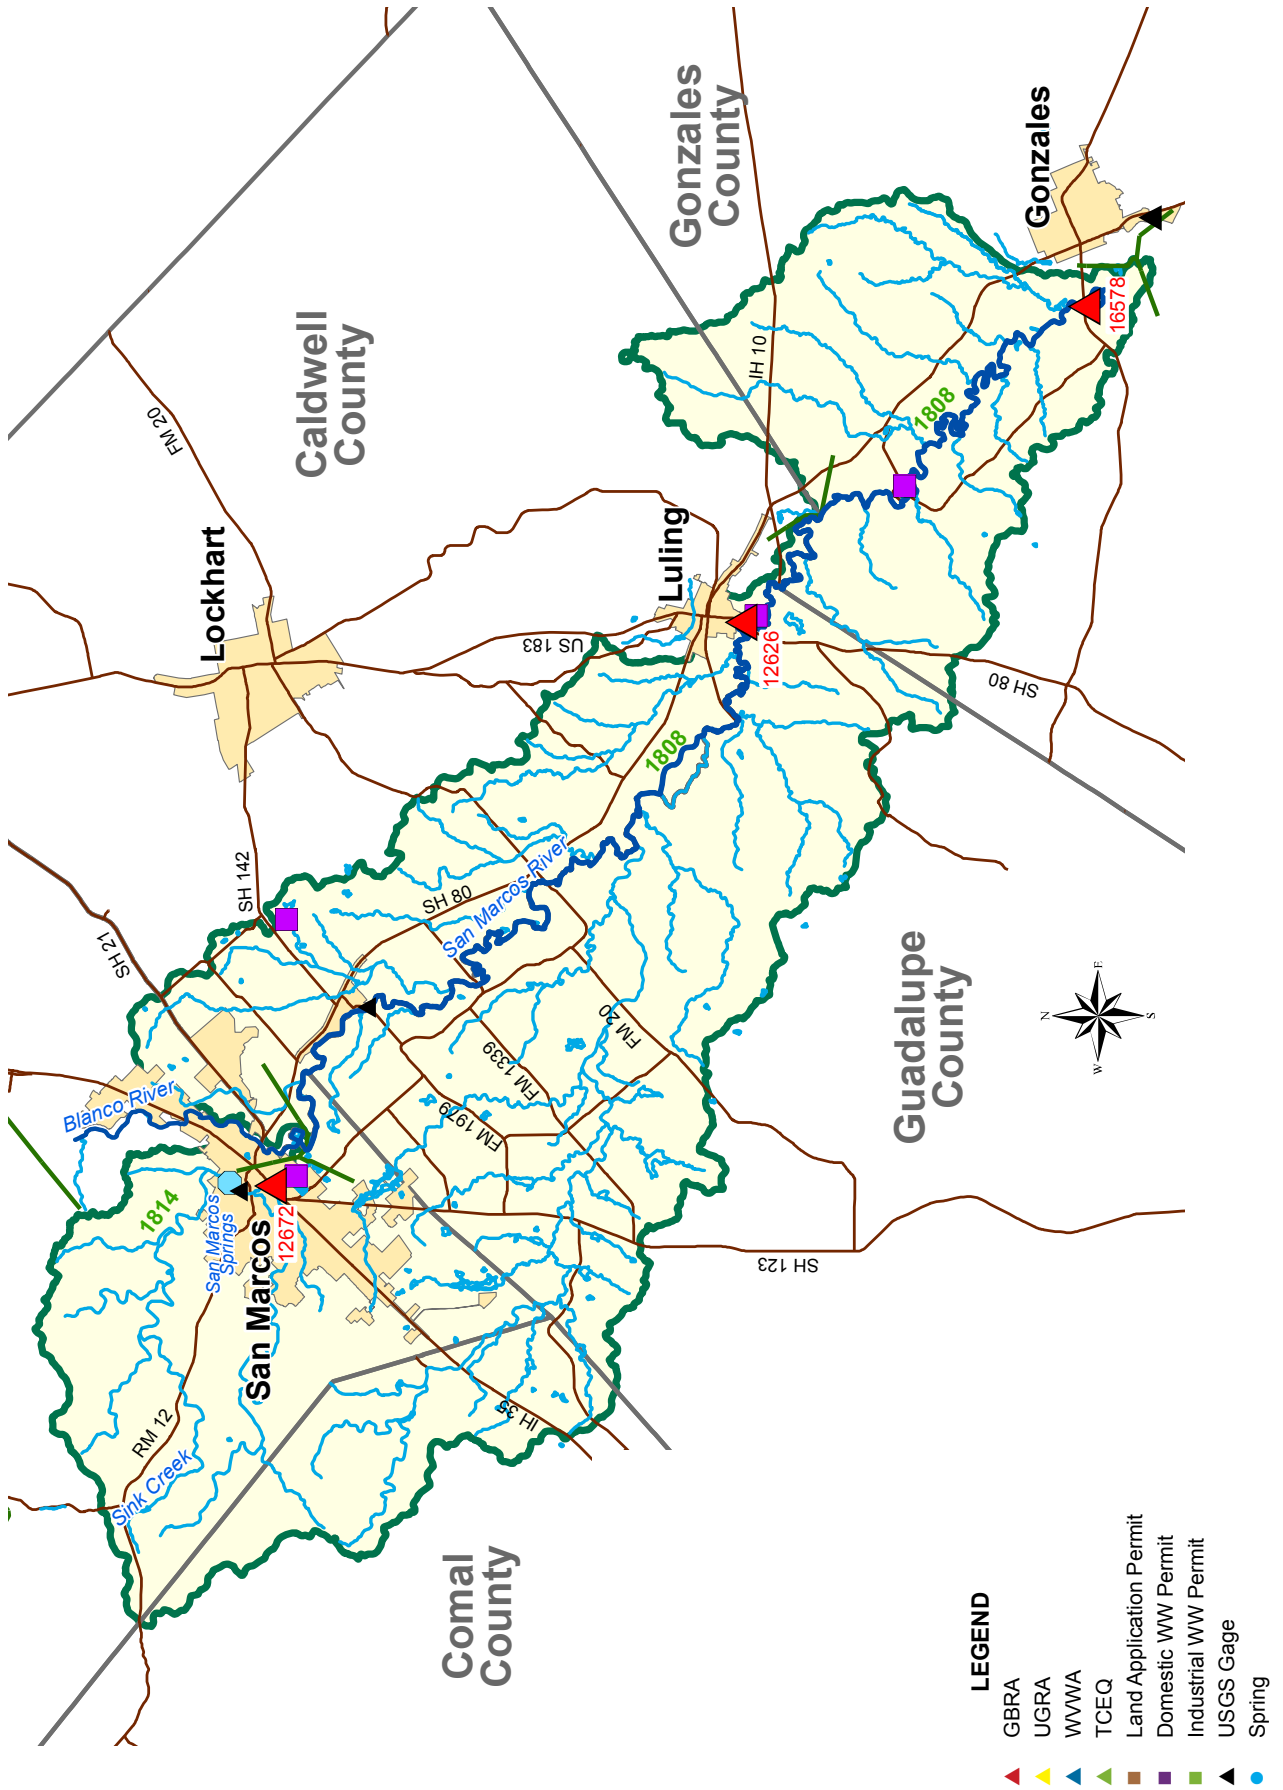 Gonzales
County
Gonzales
Caldwell
County
FM 20
IH 10
16578
1808
Lockhart
Luling
US 183
12626
SH 80
1808
SH 142
SH 21
SH 80
San Marcos River
Blanco River
FM 1339
FM 20
FM 1979
Guadalupe
County
N
E
S
W
1814
San Marcos
Springs
12672
San Marcos
SH 123
RM 12
Sink Creek
IH 35
Comal
County
LEGEND
GBRA
UGRA
WVWA
TCEQ
Land Application Permit
Domestic WW Permit
Industrial WW Permit
USGS Gage
Spring